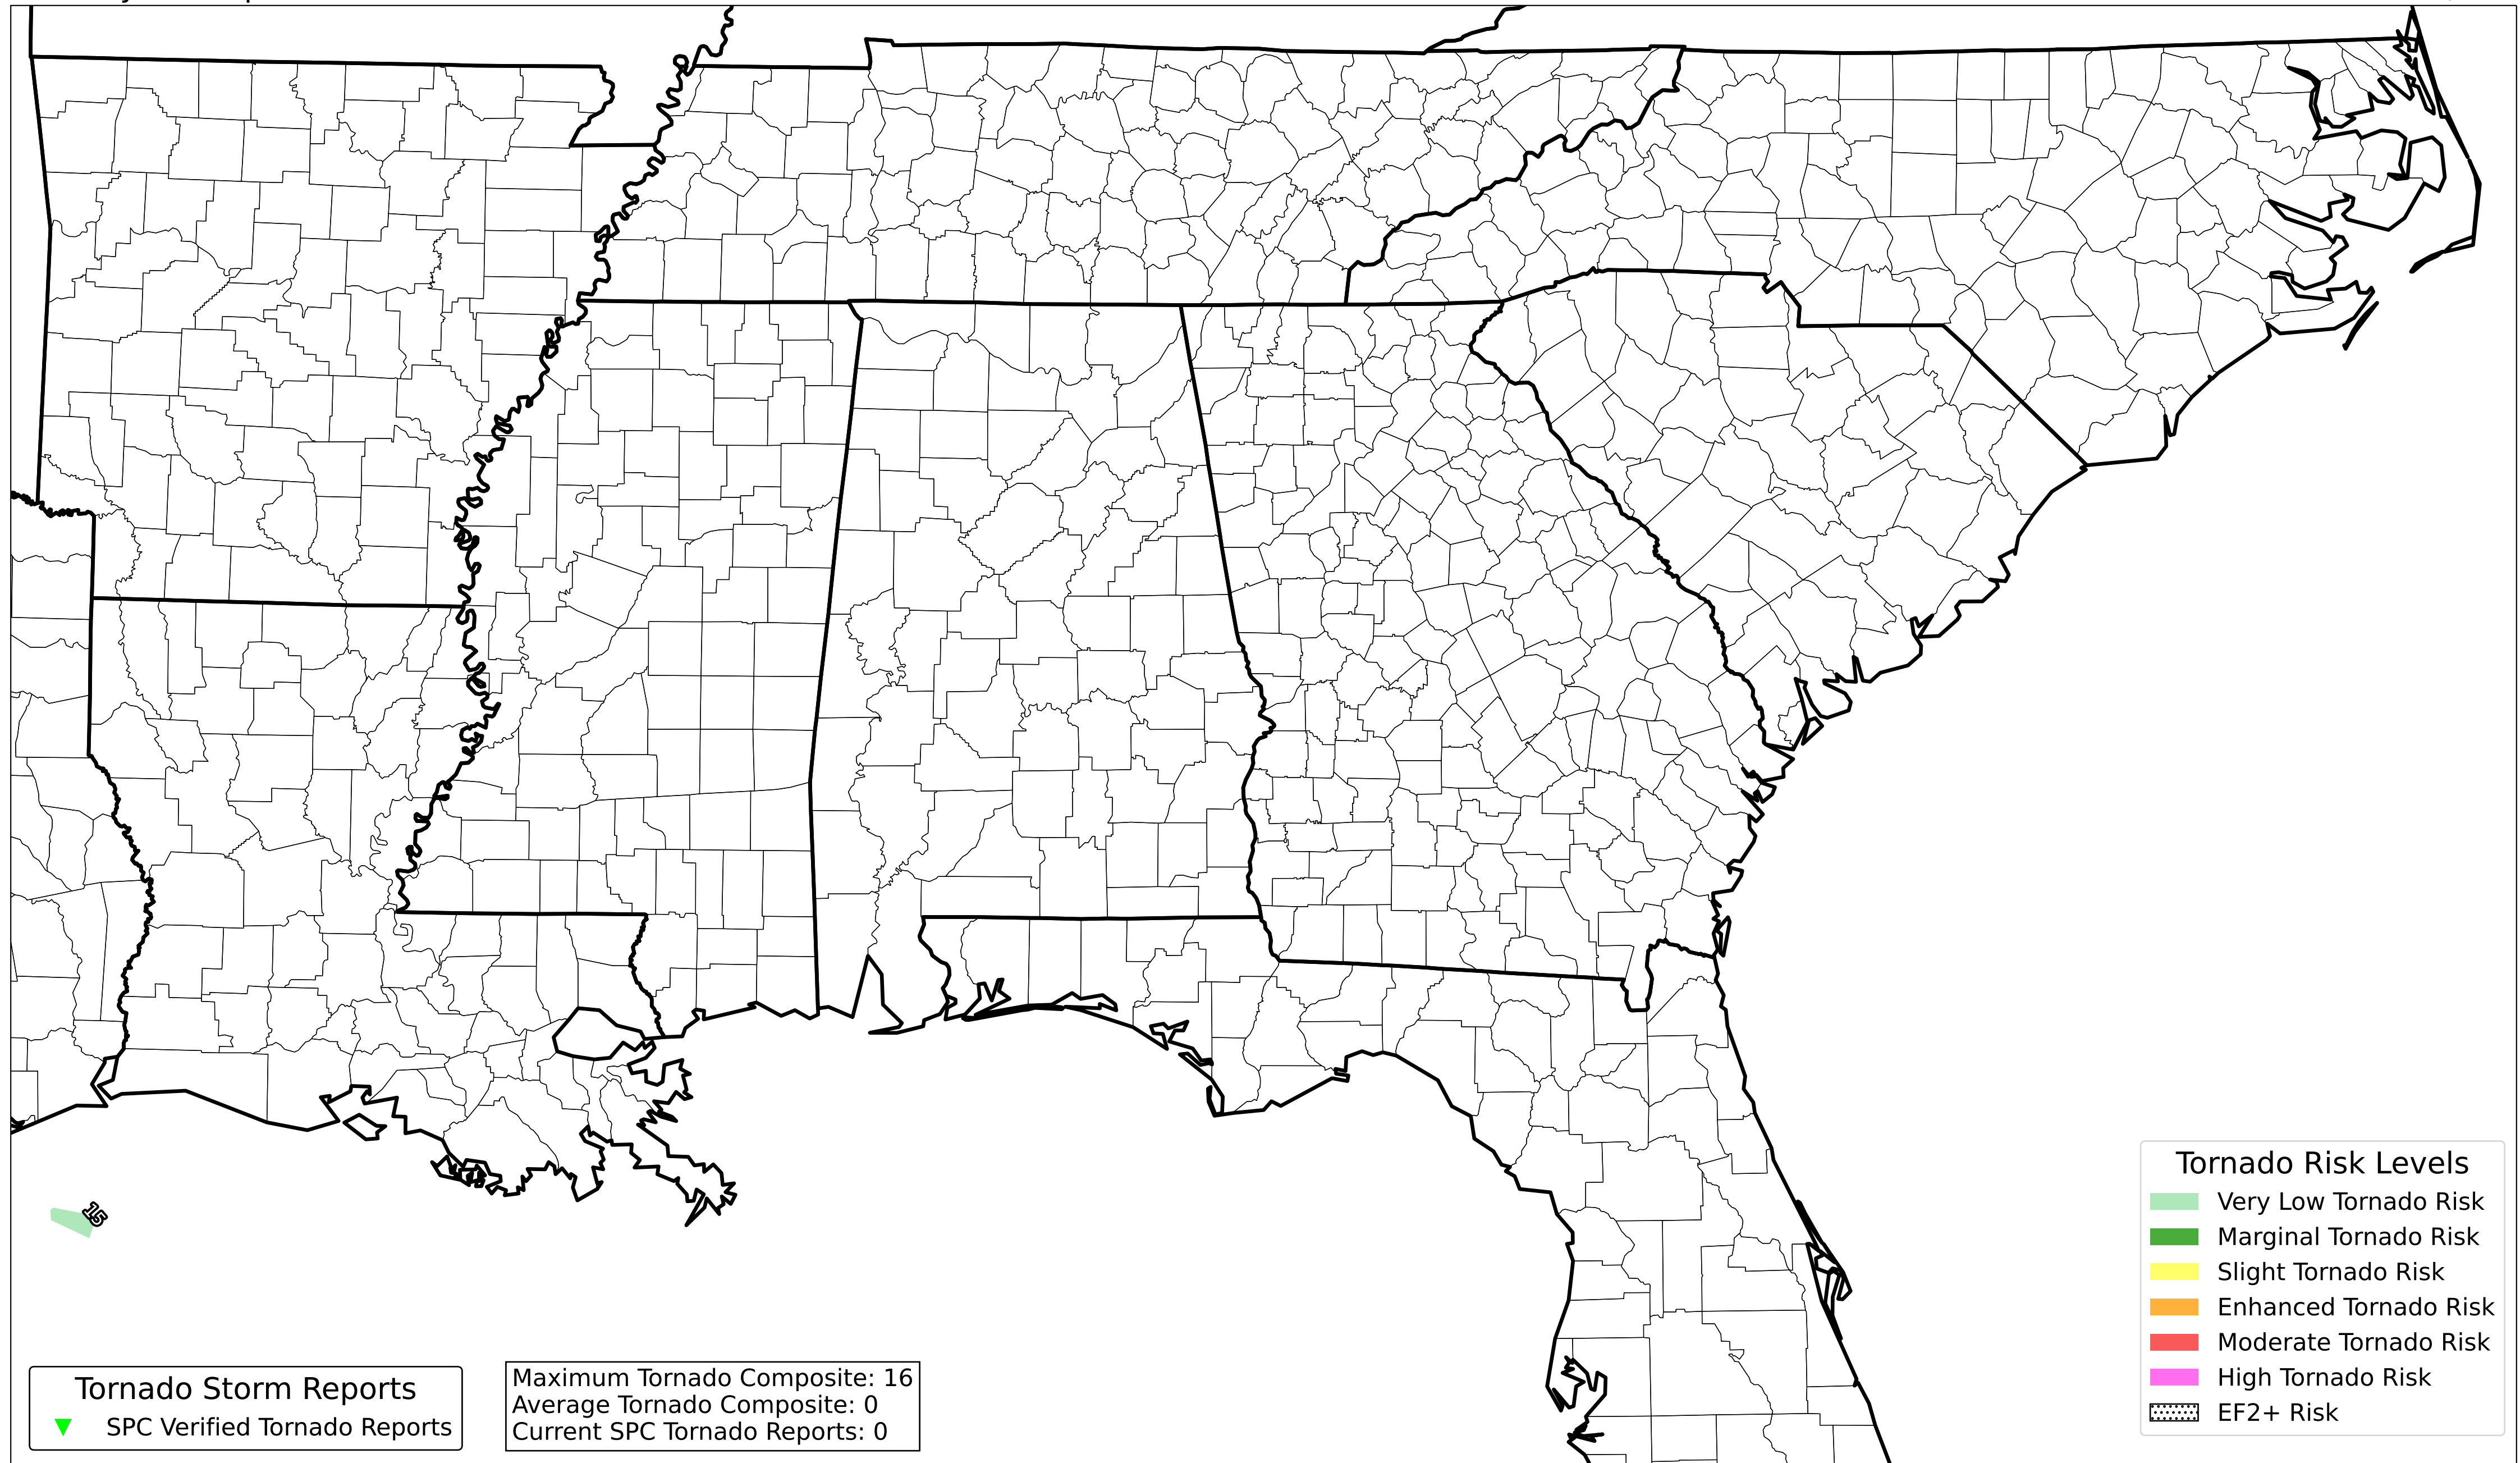 15
Tornado Storm Reports
SPC Verified Tornado Reports
Maximum Tornado Composite: 16
Average Tornado Composite: 0
Current SPC Tornado Reports: 0
Tornado Risk Levels
Very Low Tornado Risk
Marginal Tornado Risk
Slight Tornado Risk
Enhanced Tornado Risk
Moderate Tornado Risk
High Tornado Risk
EF2+ Risk